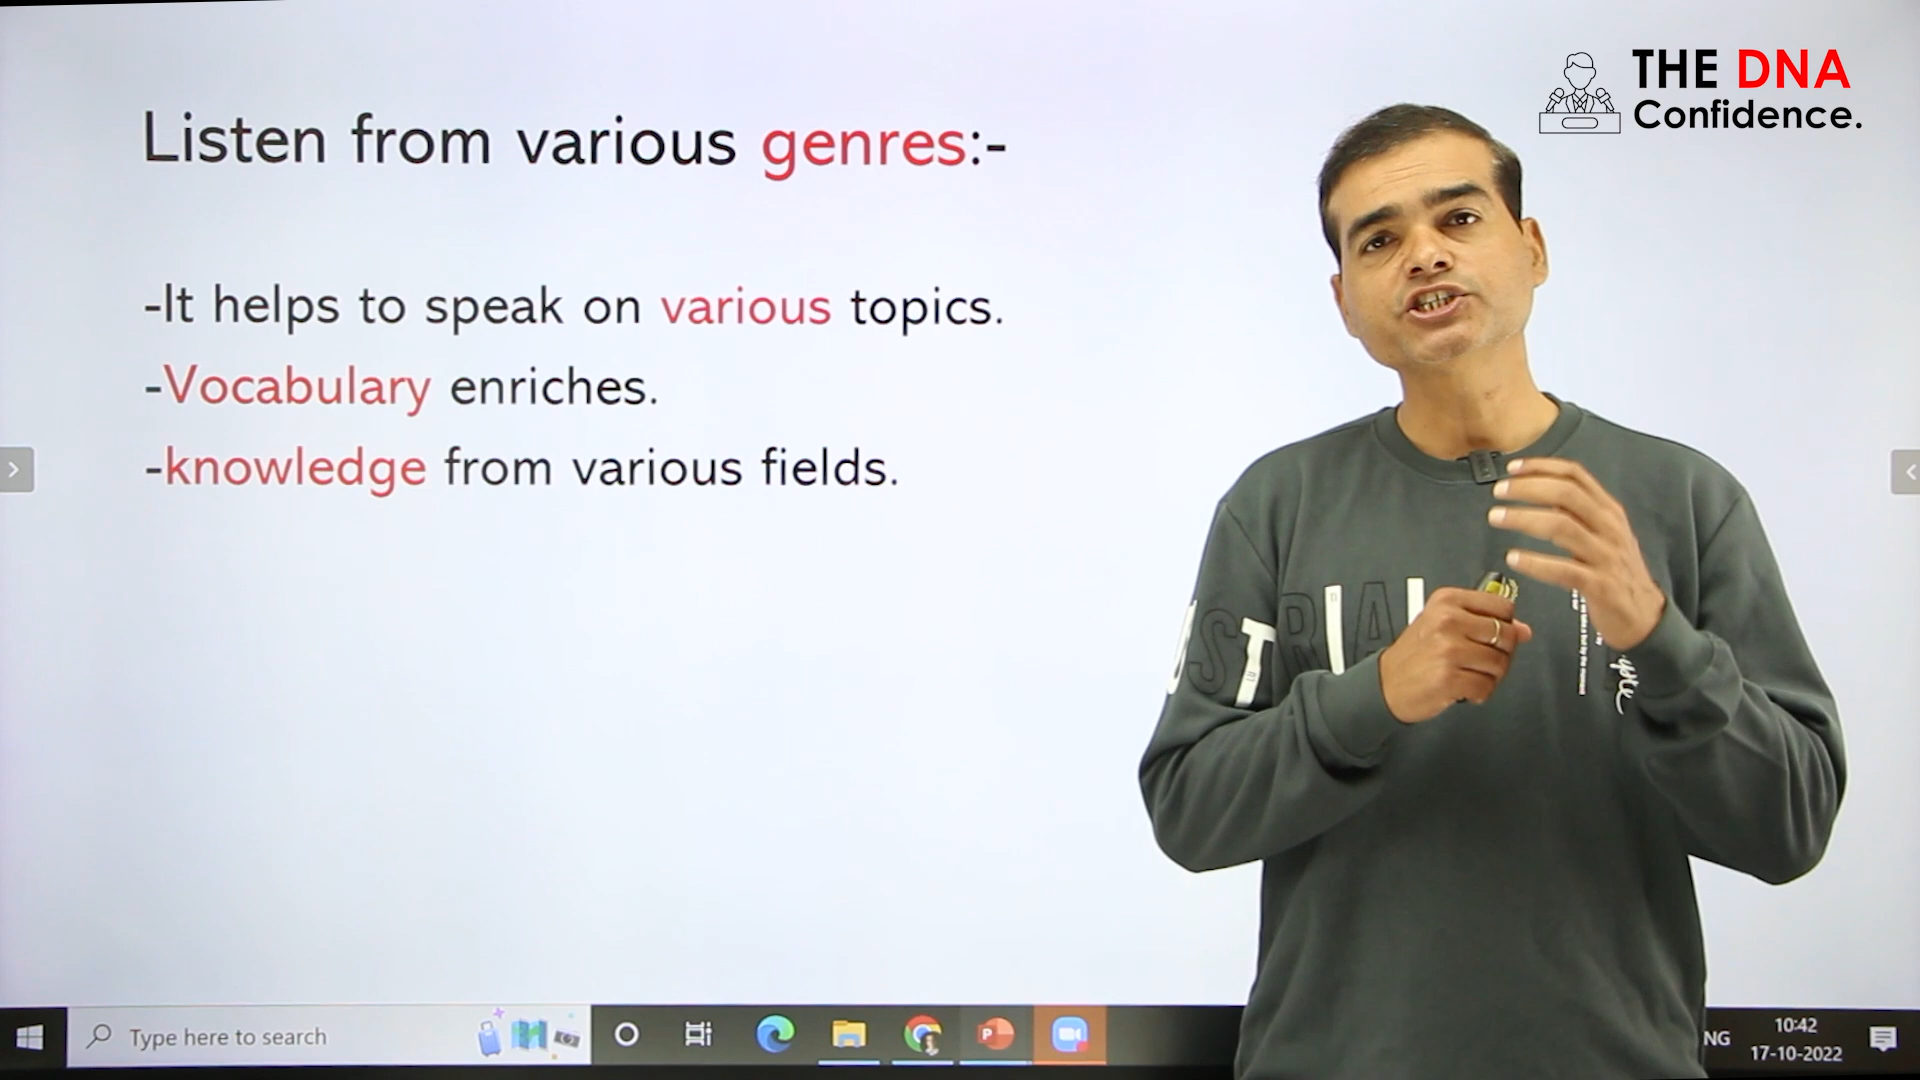 THE DNA
Confidence.
Listen from various genres:-
-It helps to speak on various topics.
-Vocabulary enriches.
-knowledge from various fields.
Type here to search
NG
10:42
17-10-2022